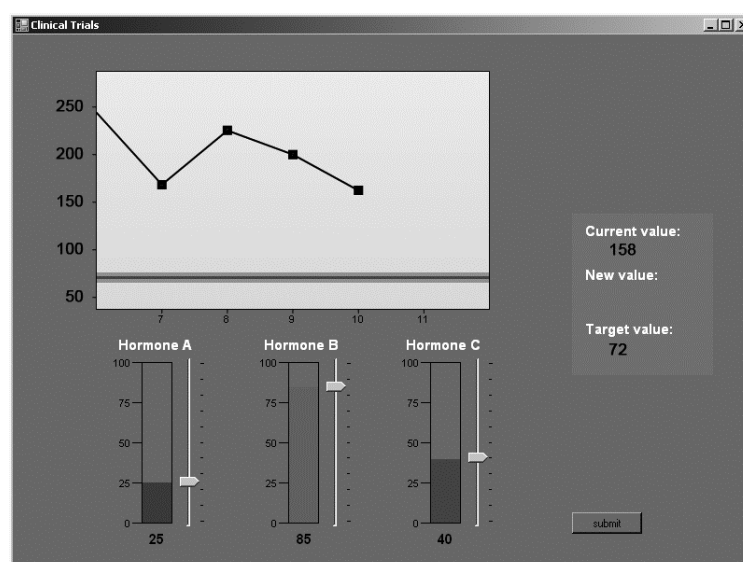 Clinical Trials
250
200
150
100
50
7 8 9 10 11
Current value:
158
New value:
Target value:
72
Hormone A Hormone B Hormone C
100 100 100
75 75 75
50 50 50
25 25 25
0 0 0
25 85 40
submit